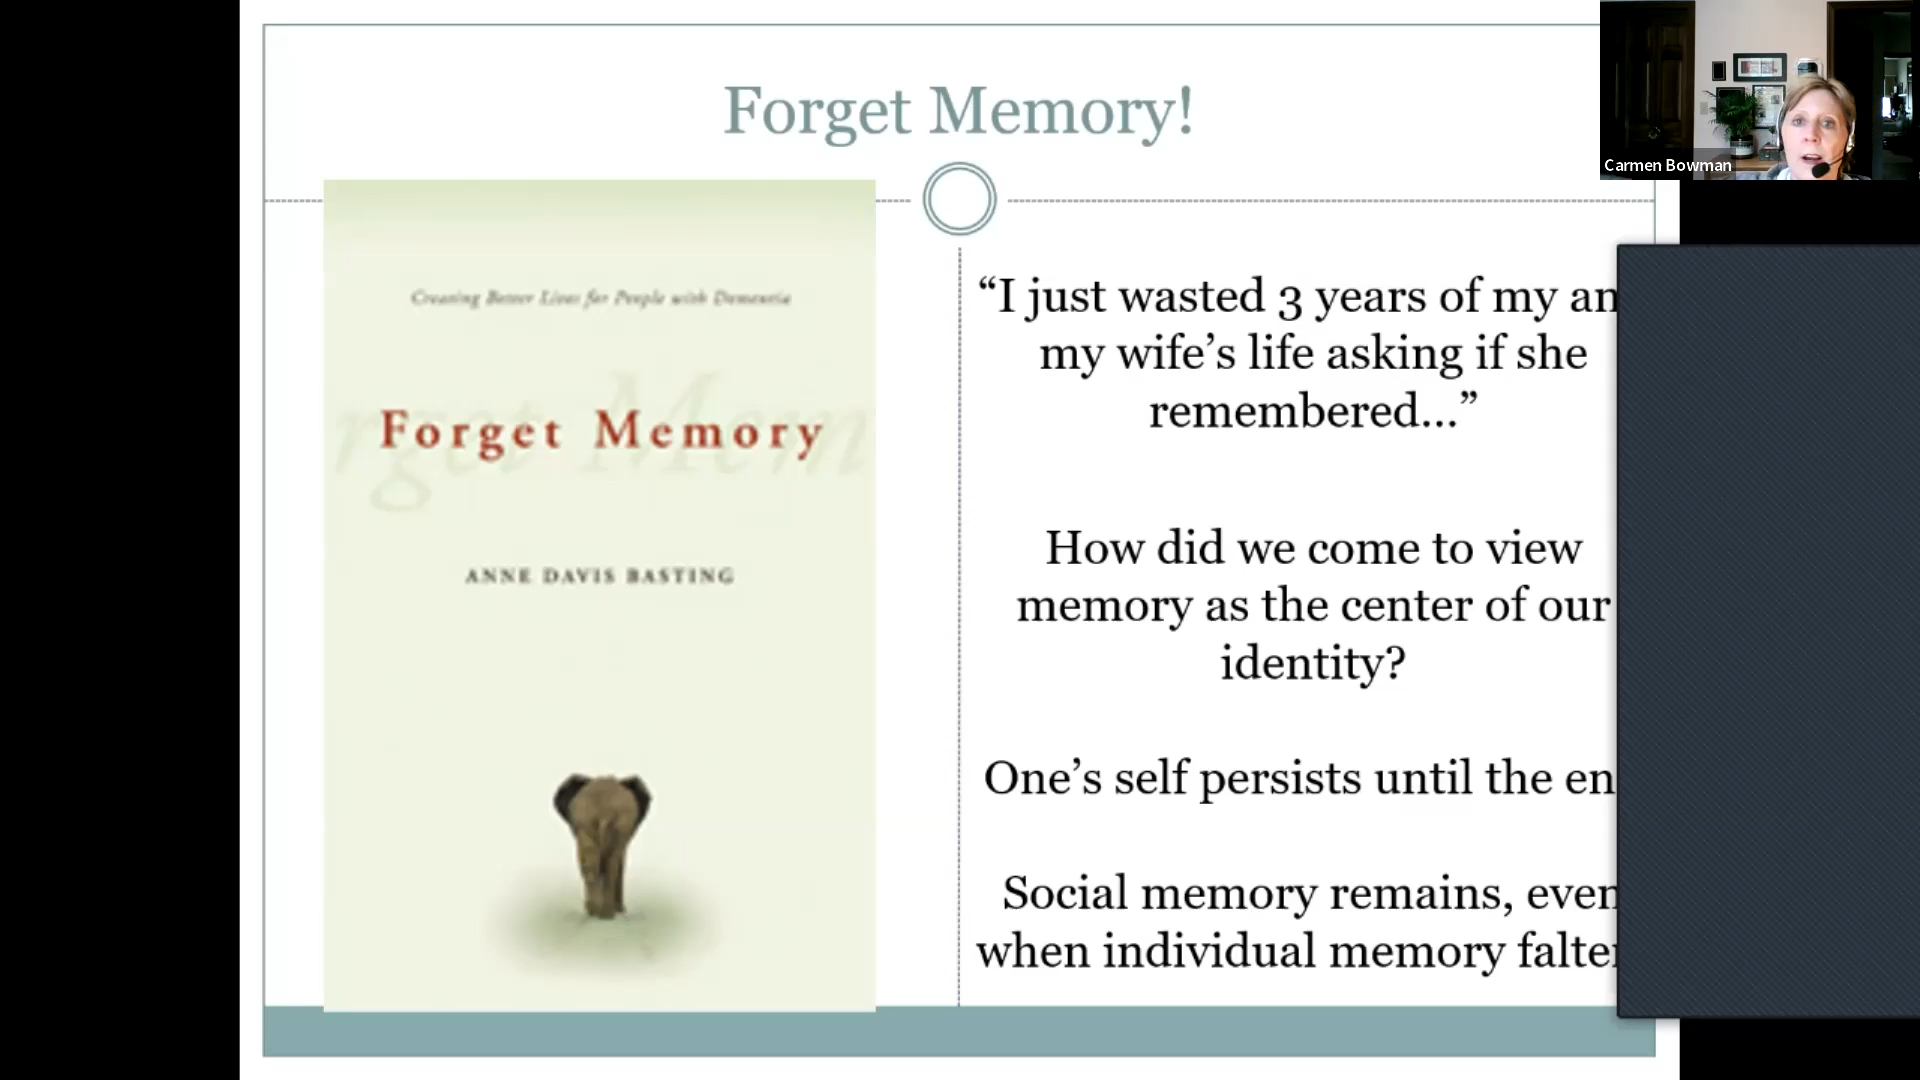 Forget Memory!
Carmen Bowman
Creating Better Lives for People with Dementia
Forget Memory
ANNE DAVIS BASTING
“I just wasted 3 years of my an
my wife’s life asking if she
remembered…”
How did we come to view
memory as the center of our
identity?
One’s self persists until the en
Social memory remains, even
when individual memory falte